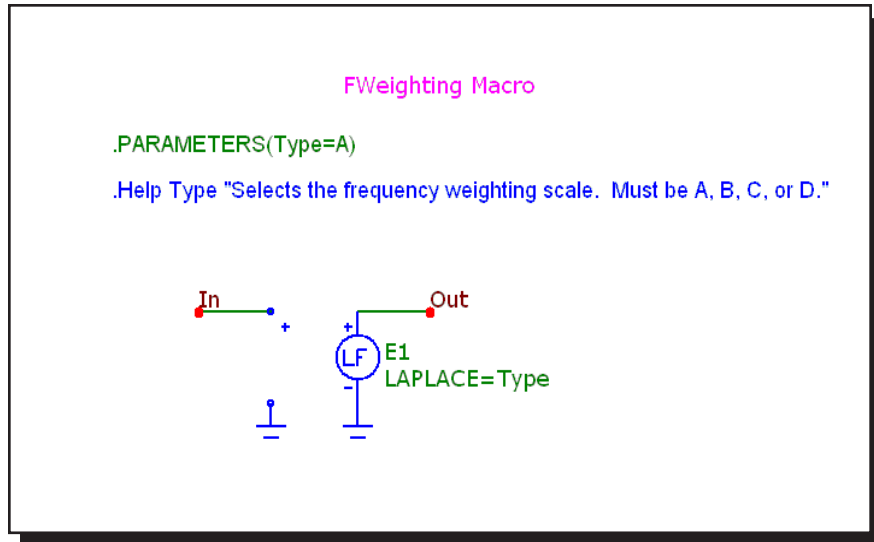 FWeighting Macro
.PARAMETERS(Type=A)
.Help Type "Selects the frequency weighting scale.  Must be A, B, C, or D."
In
Out
+
+
LF
E1
-
LAPLACE=Type